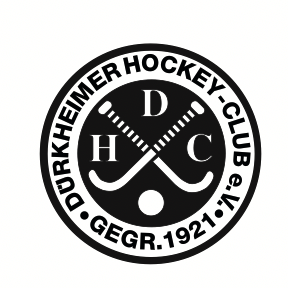 DÜRKHEIMER HOCKEY-CLUB e.V.
• GEGR. 1921 •
D
H C